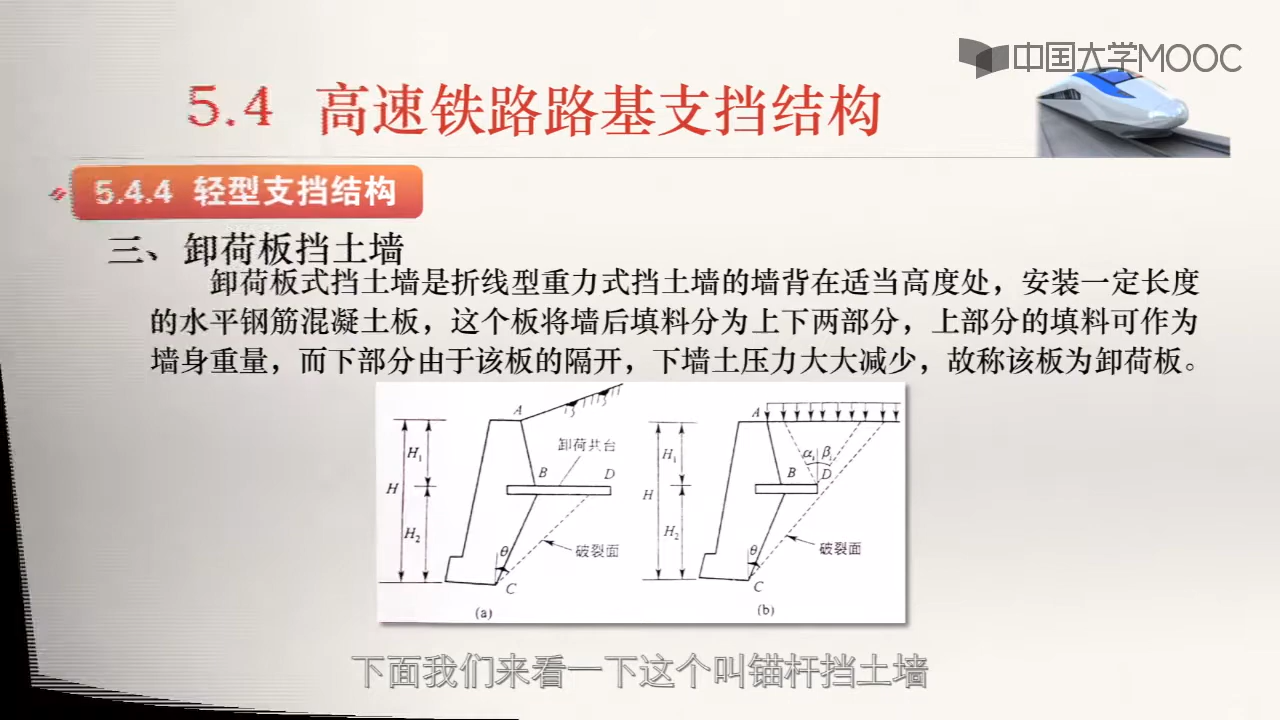 中国大学MOOC
5.4 高速铁路路基支挡结构
5.4.4 轻型支挡结构
三、卸荷板挡土墙
卸荷板式挡土墙是折线型重力式挡土墙的墙背在适当高度处，安装一定长度
的水平钢筋混凝土板，这个板将墙后填料分为上下两部分，上部分的填料可作为
墙身重量，而下部分由于该板的隔开，下墙土压力大大减少，故称该板为卸荷板。
A
H₁
卸荷共台
B
D
H
H₂
θ
破裂面
C
(a)
A
H₁
α₁ β₁
B
D
H
H₂
θ
破裂面
C
(b)
下面我们来看一下这个叫锚杆挡土墙